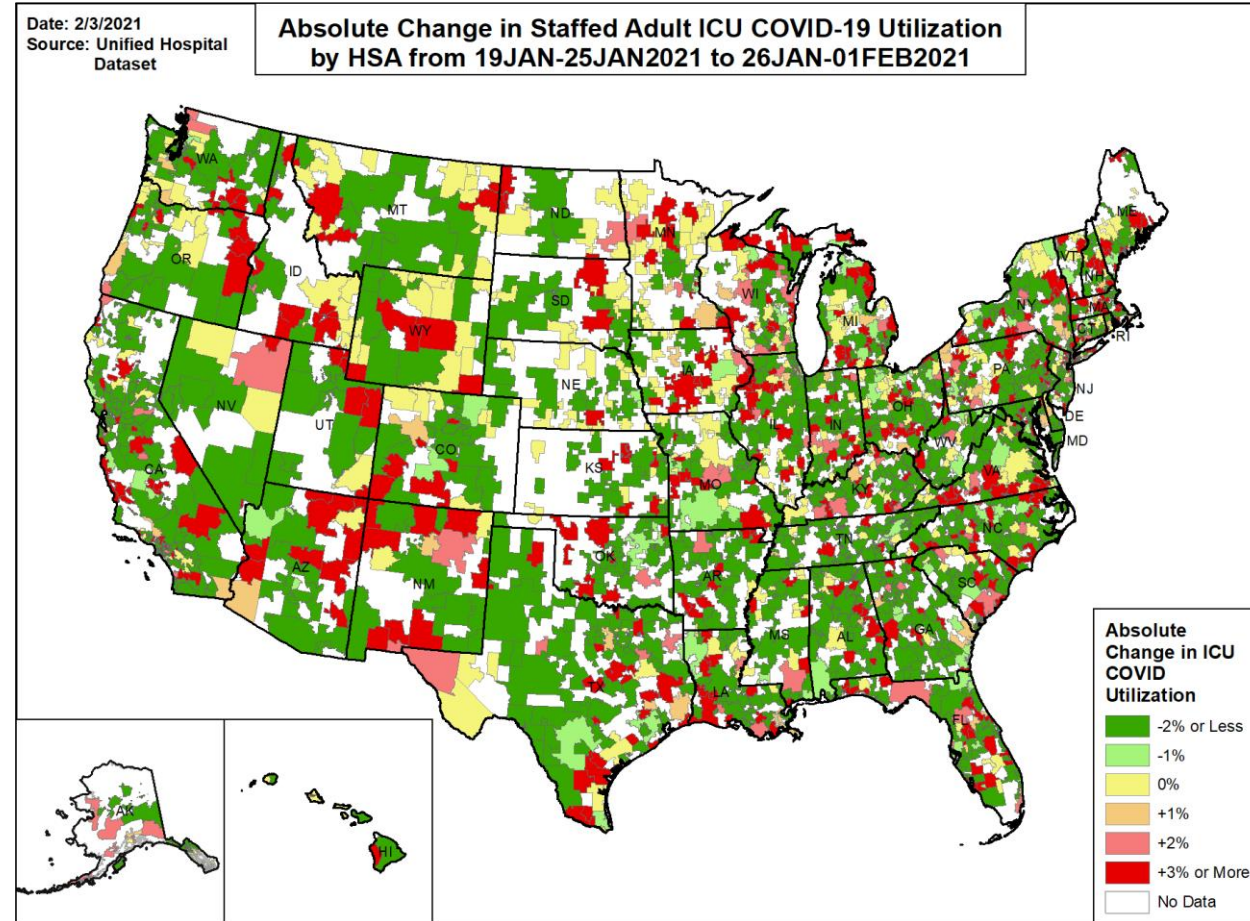 Date: 2/3/2021
Source: Unified Hospital
Dataset
Absolute Change in Staffed Adult ICU COVID-19 Utilization
by HSA from 19JAN-25JAN2021 to 26JAN-01FEB2021
WA
MT
ND
MN
ME
OR
ID
SD
WI
VT
NH
NY
MA
WY
MI
CT
RI
IA
PA
NV
NE
NJ
UT
CO
IL
IN
OH
DE
WV
MD
CA
KS
MO
KY
VA
OK
TN
NC
AZ
NM
AR
SC
MS
AL
GA
TX
LA
FL
AK
HI
Absolute
Change in ICU
COVID
Utilization
-2% or Less
-1%
0%
+1%
+2%
+3% or More
No Data